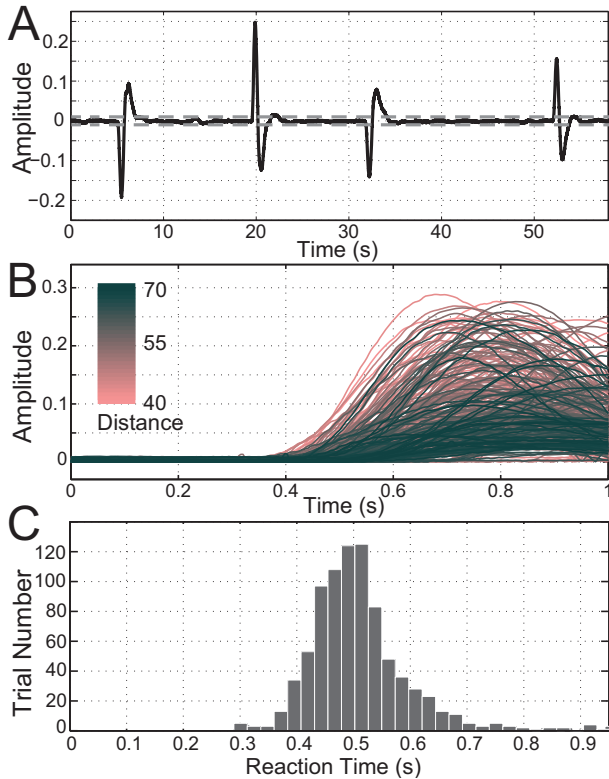 A
Amplitude
0.2
0.1
0
−0.1
−0.2
0 10 20 30 40 50
Time (s)
B
Amplitude
0.3
0.2
0.1
0
70
55
40
Distance
0 0.2 0.4 0.6 0.8 1
Time (s)
C
Trial Number
120
100
80
60
40
20
0
0 0.1 0.2 0.3 0.4 0.5 0.6 0.7 0.8 0.9
Reaction Time (s)